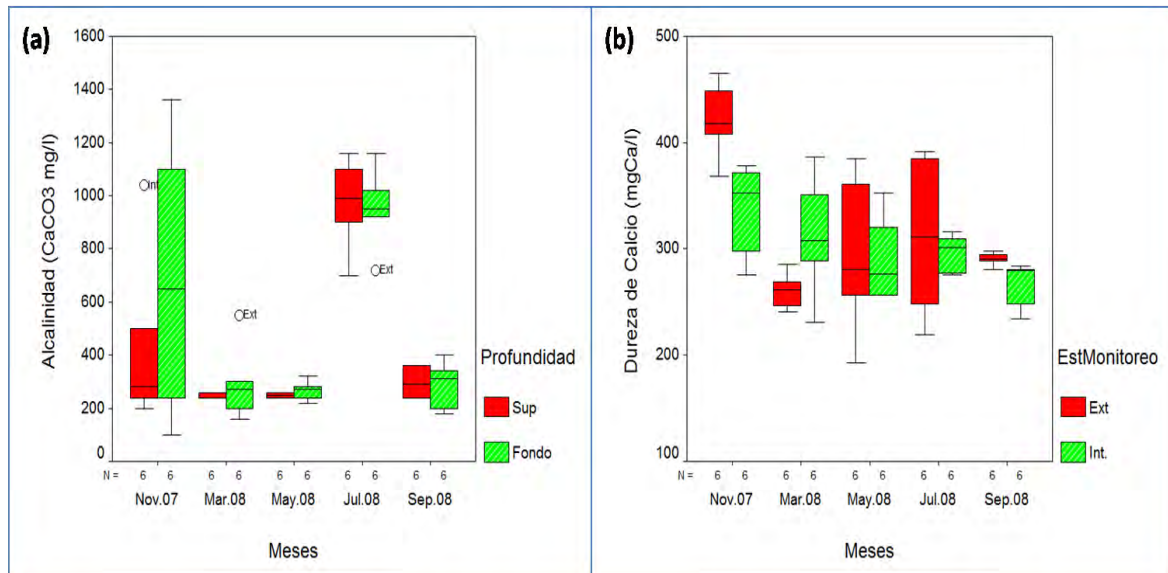 (a)
Alcalinidad (CaCO3 mg/l)
1600
1400
1200
1000
800
600
400
200
0
Int
Ext
Ext
N = 6 6 6 6 6 6 6 6 6 6
Nov.07 Mar.08 May.08 Jul.08 Sep.08
Meses
Profundidad
Sup
Fondo
(b)
Dureza de Calcio (mgCa/l)
500
400
300
200
100
N = 6 6 6 6 6 6 6 6 6 6
Nov.07 Mar.08 May.08 Jul.08 Sep.08
Meses
EstMonitoreo
Ext
Int.